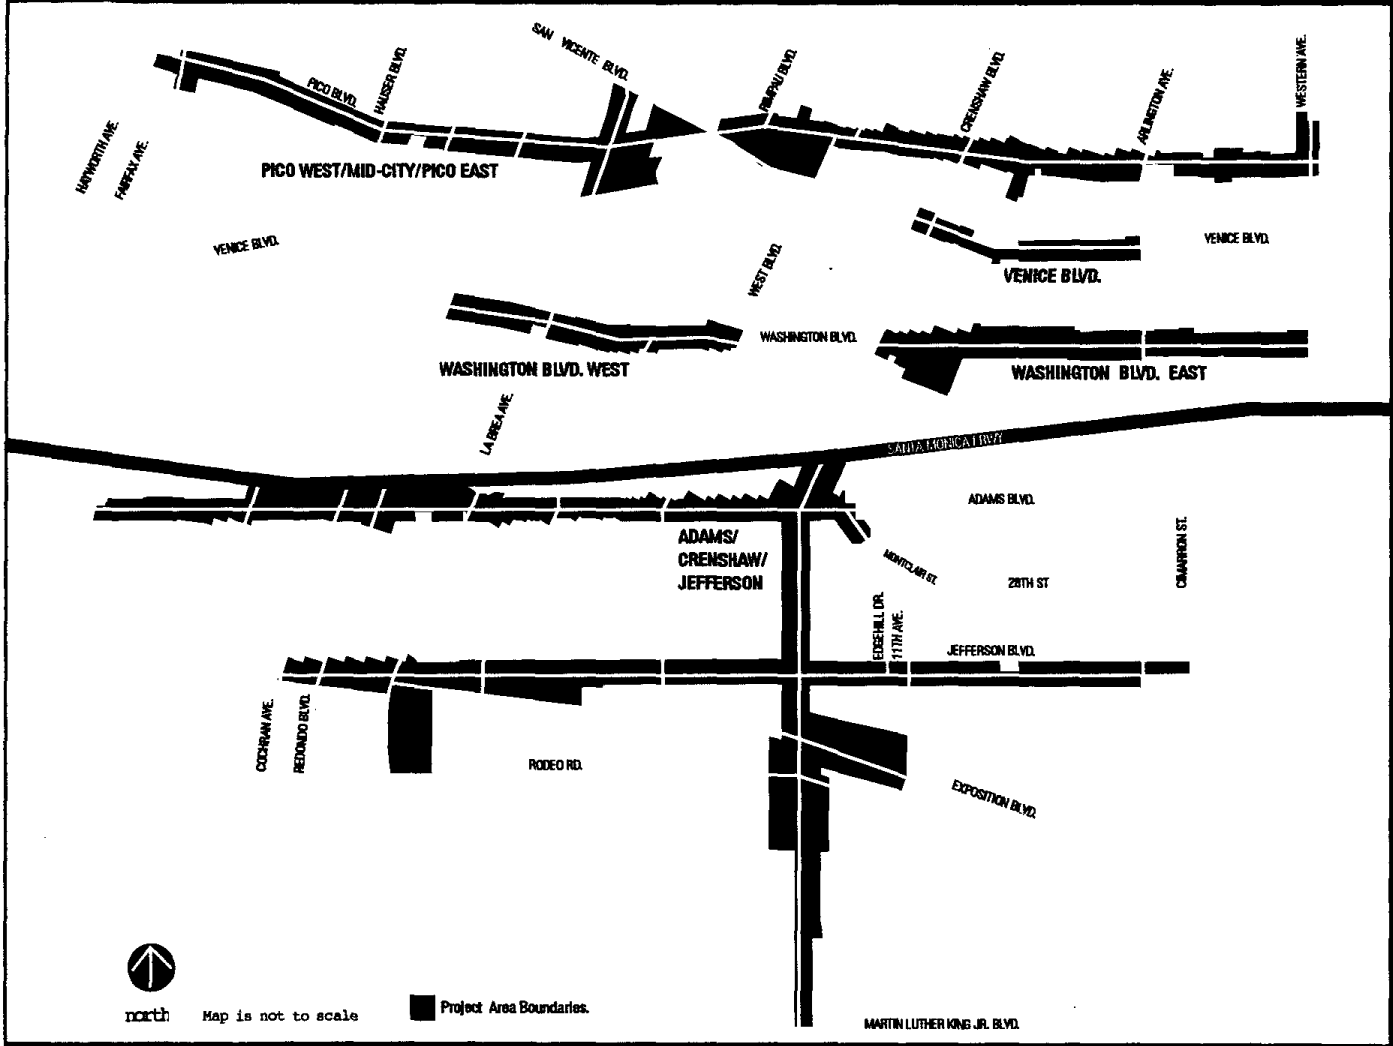 SAN VICENTE BLVD.
HAUSER BLVD.
RIMPAU BLVD.
CRENSHAW BLVD.
ARLINGTON AVE.
WESTERN AVE.
PICO BLVD.
HAYWORTH AVE.
FAIRFAX AVE.
PICO WEST/MID-CITY/PICO EAST
VENICE BLVD.
VENICE BLVD.
WEST BLVD.
VENICE BLVD.
WASHINGTON BLVD.
WASHINGTON BLVD. WEST
WASHINGTON BLVD. EAST
LA BREA AVE.
SANTA MONICA FRWY
ADAMS BLVD.
ADAMS/
CRENSHAW/
JEFFERSON
MONTCLAIR ST.
28TH ST
CIMARRON ST.
EDGEHILL DR.
11TH AVE.
JEFFERSON BLVD.
COCHRAN AVE.
REDONDO BLVD.
RODEO RD.
EXPOSITION BLVD.
north
Map is not to scale
Project Area Boundaries.
MARTIN LUTHER KING JR. BLVD.